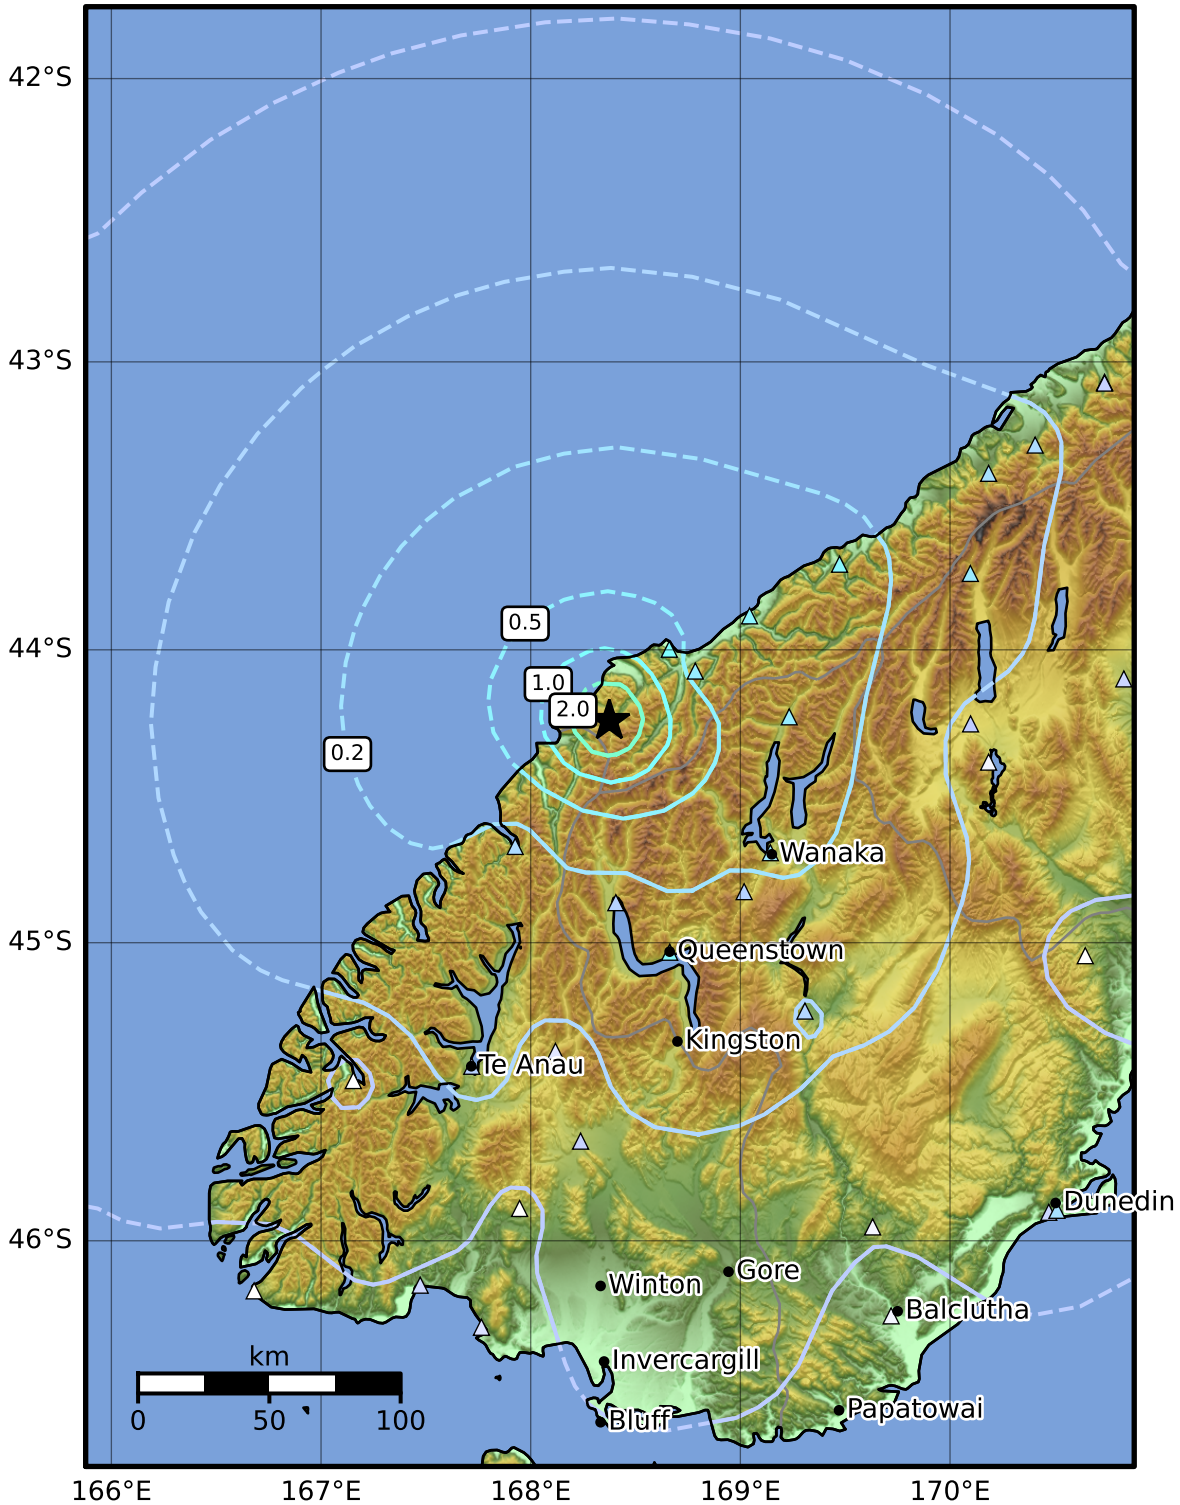 42°S
43°S
0.5
44°S
1.0
2.0
0.2
Wanaka
45°S
Queenstown
Kingston
Te Anau
Dunedin
46°S
Gore
Winton
Balclutha
km
Invercargill
Papatowai
0 50 100
Bluff
166°E 167°E 168°E 169°E 170°E